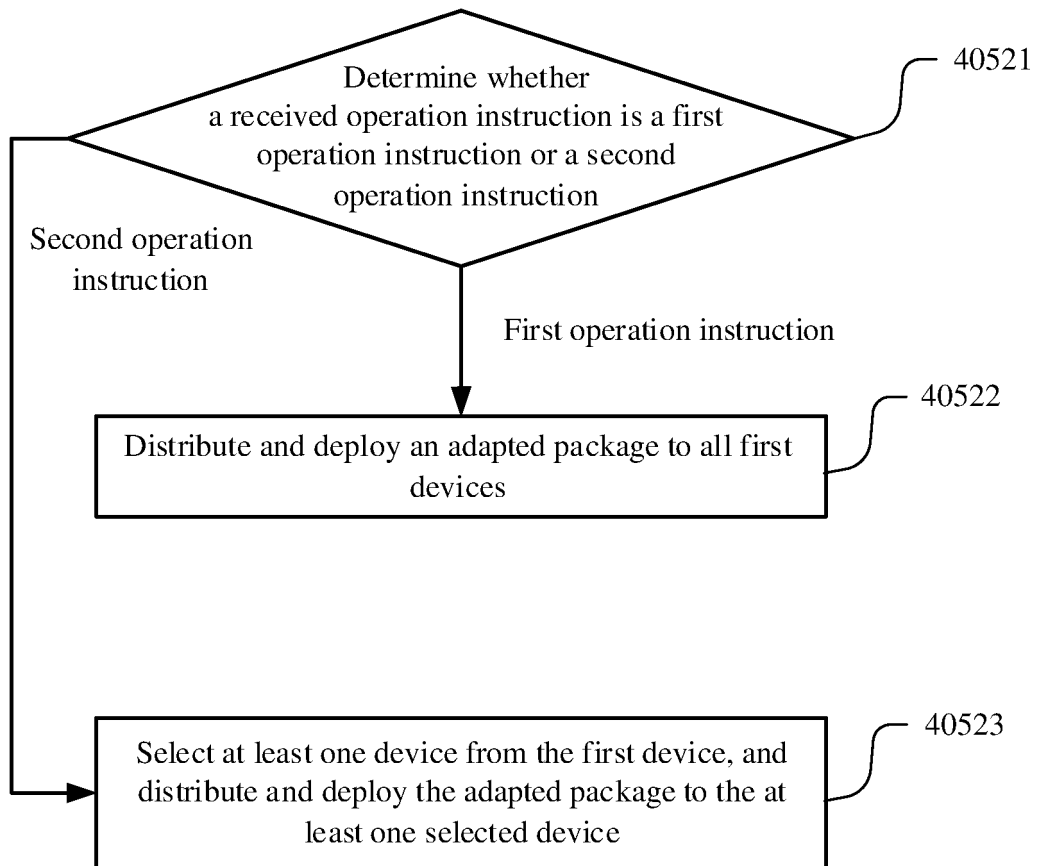 40521
Determine whether
a received operation instruction is a first
operation instruction or a second
operation instruction
Second operation
instruction
First operation instruction
40522
Distribute and deploy an adapted package to all first
devices
40523
Select at least one device from the first device, and
distribute and deploy the adapted package to the at
least one selected device